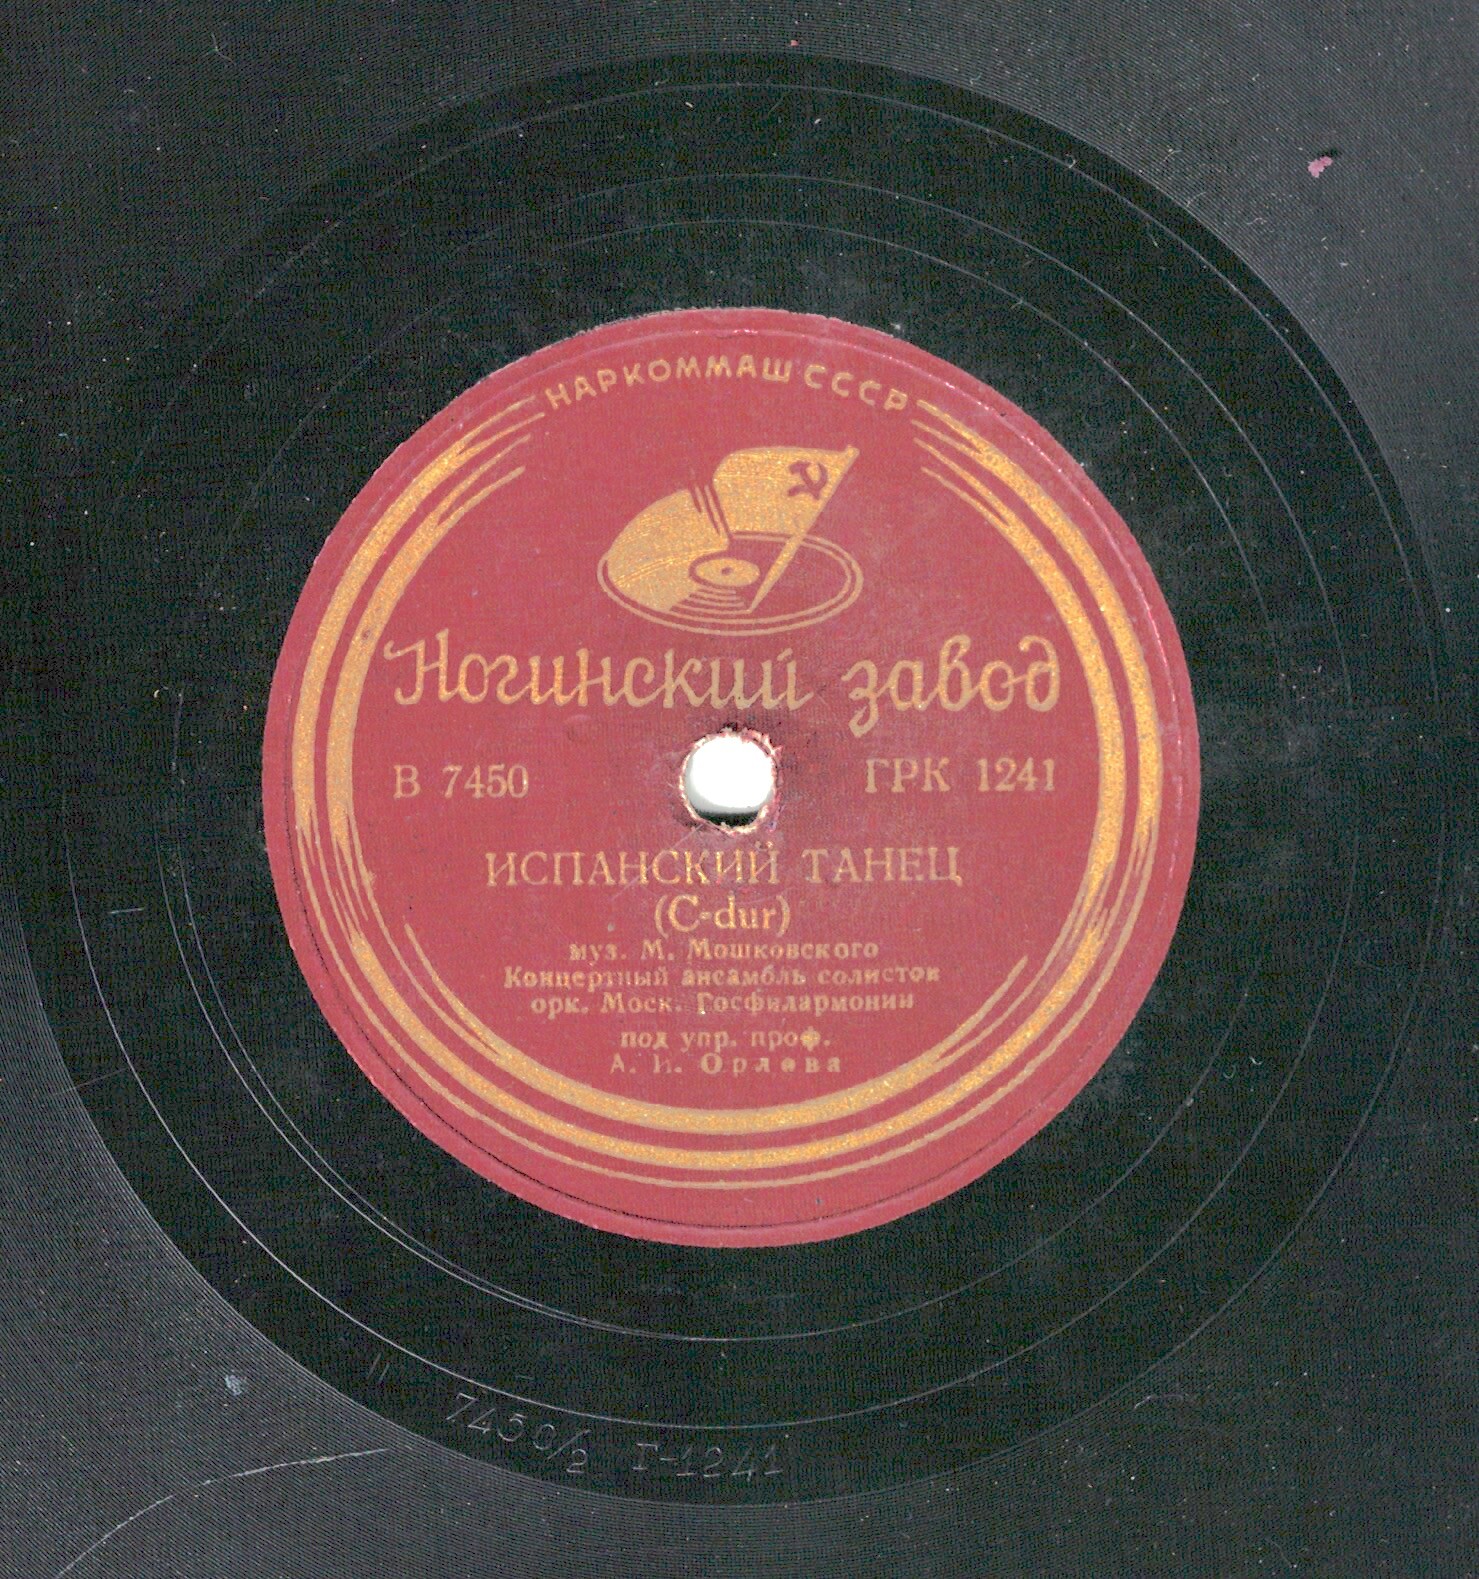 НАРКОММАШ СССР
Ногинский завод
В 7450 ГРК 1241
ИСПАНСКИЙ ТАНЕЦ
(C-dur)
муз. М. Мошковского
Концертный ансамбль солистов
орк. Моск. Госфилармонии
под упр. проф.
А. И. Орлова
II 7450/2 Г-1241